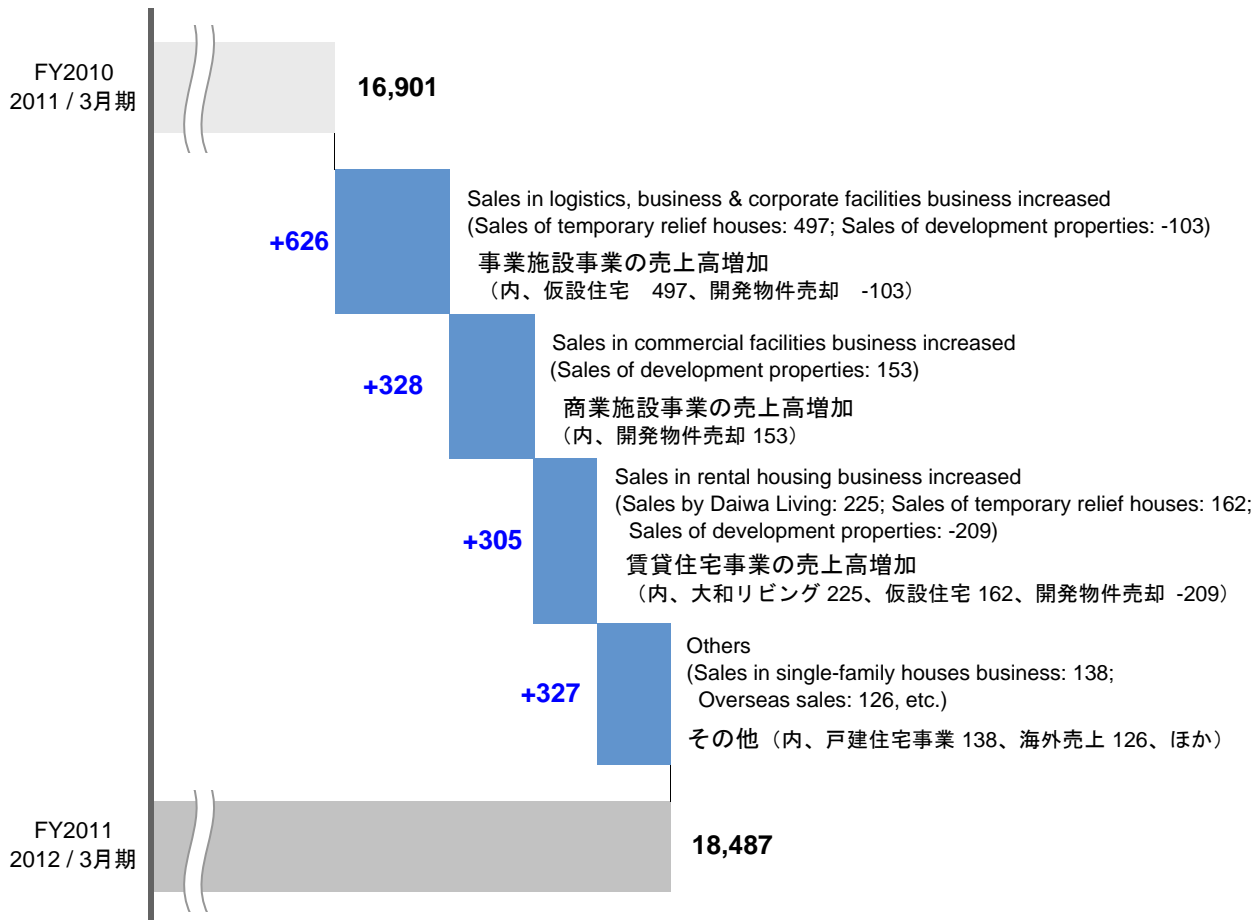 FY2010
2011 / 3月期
16,901
+626
Sales in logistics, business & corporate facilities business increased
(Sales of temporary relief houses: 497; Sales of development properties: -103)
事業施設事業の売上高増加
（内、仮設住宅　497、開発物件売却　-103）
+328
Sales in commercial facilities business increased
(Sales of development properties: 153)
商業施設事業の売上高増加
（内、開発物件売却 153）
+305
Sales in rental housing business increased
(Sales by Daiwa Living: 225; Sales of temporary relief houses: 162;
Sales of development properties: -209)
賃貸住宅事業の売上高増加
（内、大和リビング 225、仮設住宅 162、開発物件売却 -209）
+327
Others
(Sales in single-family houses business: 138;
Overseas sales: 126, etc.)
その他（内、戸建住宅事業 138、海外売上 126、ほか）
FY2011
2012 / 3月期
18,487